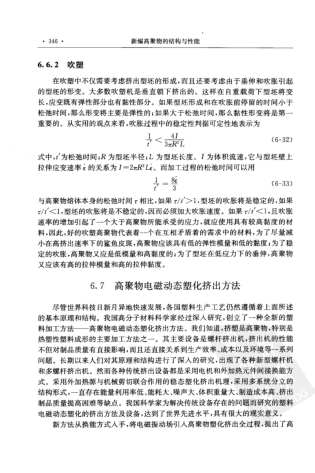 · 346 · 新编高聚物的结构与性能
6.6.2 吹塑
在吹塑中不仅需要考虑挤出型坯的形成,而且还要考虑由于垂伸和吹胀引起
的型坯的变形。大多数吹塑机是垂直朝下挤出的。这样在自重载荷下型坯将变
长,应变既有弹性部分也有黏性部分。如果型坯形成和在吹胀前停留的时间小于
松弛时间,那么形变将主要是弹性的;如果大于松弛时间,那么黏性形变将是第一
重要的。从实用的观点来看,吹胀过程中的稳定性判据可定性地表示为
1/t′ < 4I/3πR²L (6-32)
式中,t′为松弛时间;R 为型坯半径;L 为型坯长度。I 为体积流速,它与型坯壁上
拉伸应变速率ε̇的关系为 I=2πR²Lε̇。而加工过程的松弛时间可以用
1/t′ = 8ε̇/3 (6-33)
与高聚物熔体本身的松弛时间 τ 相比,如果 τ/t′>1,型坯的吹胀将是稳定的,如果
τ/t′<1,型坯的吹胀将是不稳定的,因而必须加大吹胀速度。如果 τ/t′<1,且吹胀
速率的增加引起了一个大于高聚物所能承受的应力,就应使用具有较高黏度的材
料,因此,好的吹塑高聚物代表着一个在互相矛盾着的需求中的材料,为了尽量减
小在高挤出速率下的鲨鱼皮斑,高聚物应该具有低的弹性模量和低的黏度;为了稳
定吹胀,高聚物又应是低模量和高黏度的;为了型坯在低应力下的垂伸,高聚物
又应该有高的拉伸模量和高的拉伸黏度。
6.7 高聚物电磁动态塑化挤出方法
尽管世界科技日新月异地快速发展,各国塑料生产工艺仍然遵循着上面所述
的基本原理和结构。我国高分子材料科学家经过深入研究,创立了一种全新的塑
料加工方法——高聚物电磁动态塑化挤出方法。我们知道,挤塑是高聚物,特别是
热塑性塑料成形的主要加工方法之一。其主要设备是螺杆挤出机,挤出机的性能
不但对制品质量有直接影响,而且还直接关系到生产效率、成本以及环境等一系列
问题。长期以来人们对其原理和结构进行了深入的研究,出现了各种新型螺杆机
和多螺杆挤出机。然而各种传统挤出设备都是采用电机和外加热元件间接换能方
式。采用外加热源与机械剪切联合作用的稳态塑化挤出原理,采用多系统分立的
结构形式,一直存在着能量利用率低、能耗大、噪声大、体积重量大、制造成本高、挤出
制品质量提高困难等缺点。我国科学家为解决传统设备存在的问题而研究的塑料
电磁动态塑化挤出的方法及设备,达到了世界先进水平,具有很大的现实意义。
新方法从换能方式入手,将电磁振动场引入高聚物塑化挤出全过程,提出了高